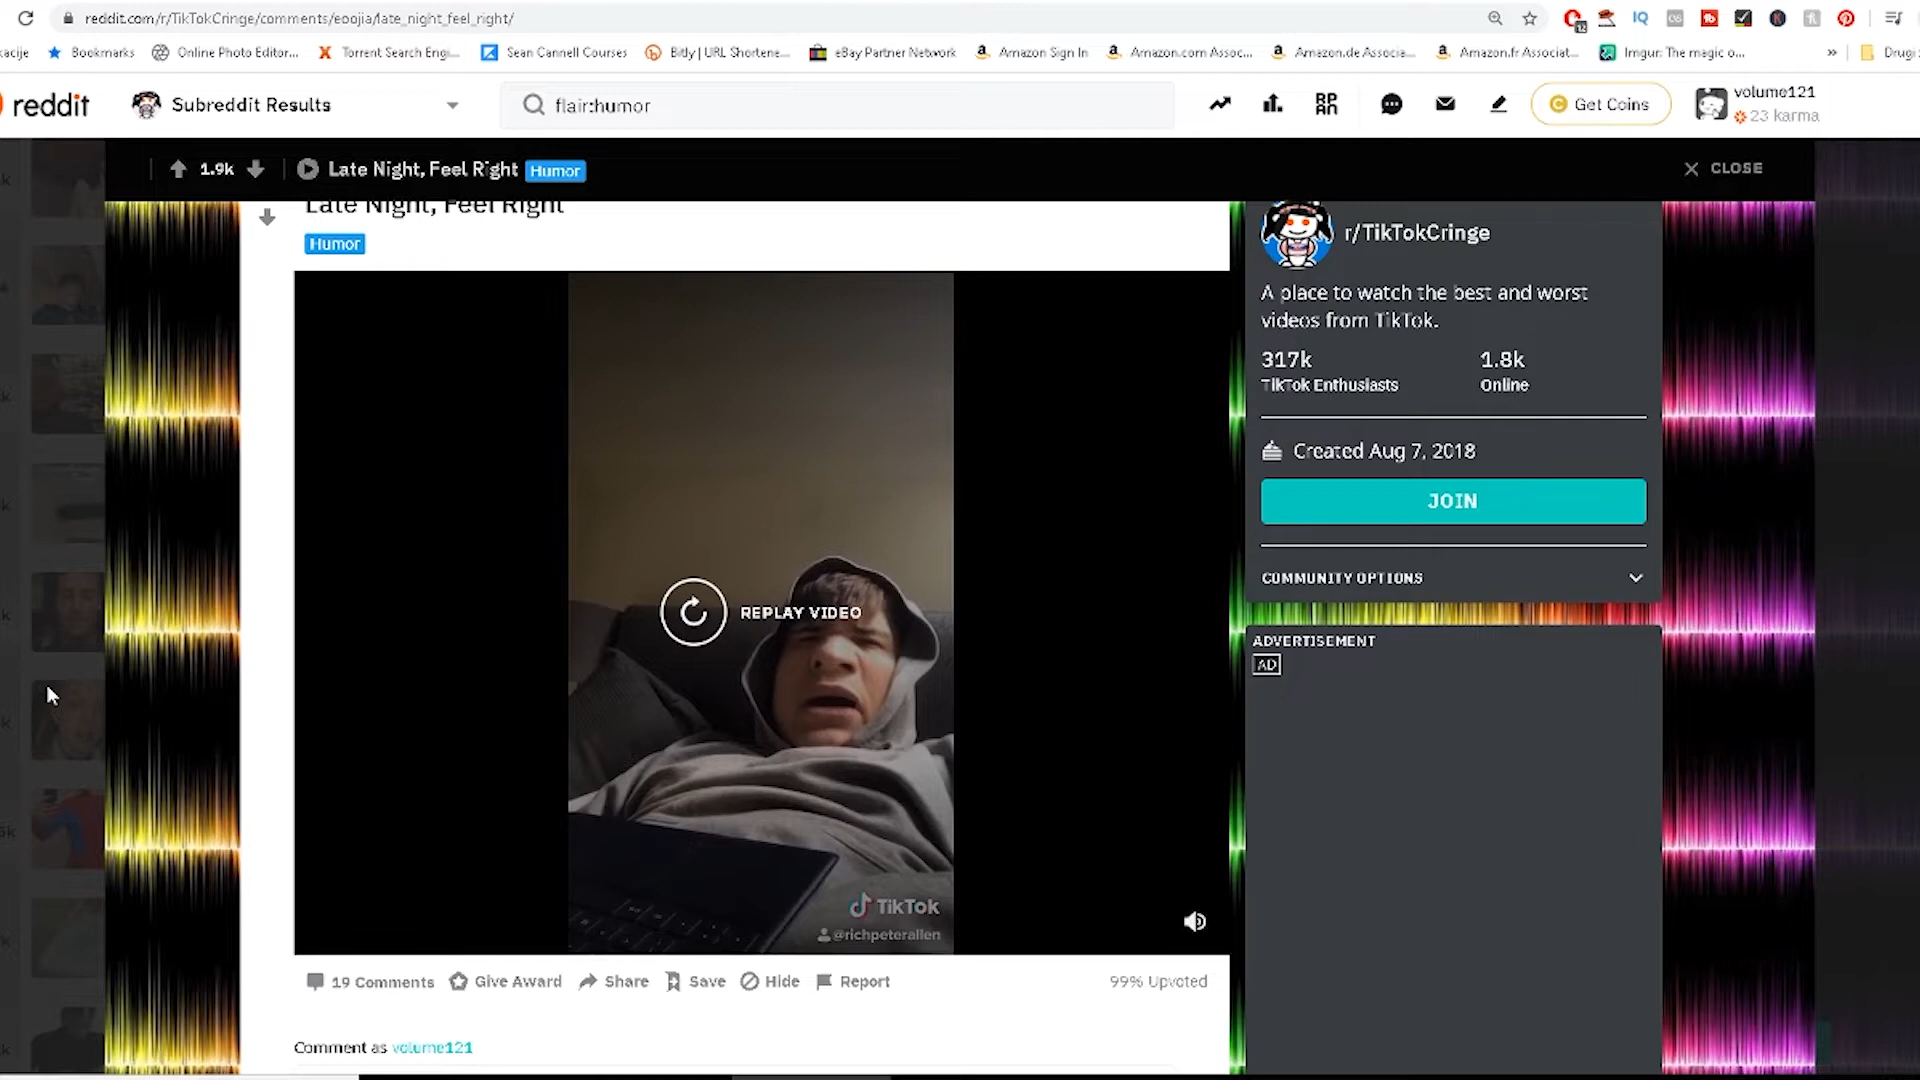 reddit.com/r/TikTokCringe/comments/eoojia/late_night_feel_right/
acije
Bookmarks
Online Photo Editor...
Torrent Search Engi...
Sean Cannell Courses
Bitly | URL Shortene...
eBay Partner Network
Amazon Sign In
Amazon.com Assoc...
Amazon.de Associa...
Amazon.fr Associat...
Imgur: The magic o...
»
Drugi
reddit
Subreddit Results
flair:humor
RPAN
Get Coins
volume121
23 karma
1.9k
Late Night, Feel Right
Humor
CLOSE
Late Night, Feel Right
Humor
REPLAY VIDEO
TikTok
@richpeterallen
19 Comments
Give Award
Share
Save
Hide
Report
99% Upvoted
Comment as volume121
r/TikTokCringe
A place to watch the best and worst
videos from TikTok.
317k
1.8k
TikTok Enthusiasts
Online
Created Aug 7, 2018
JOIN
COMMUNITY OPTIONS
ADVERTISEMENT
AD